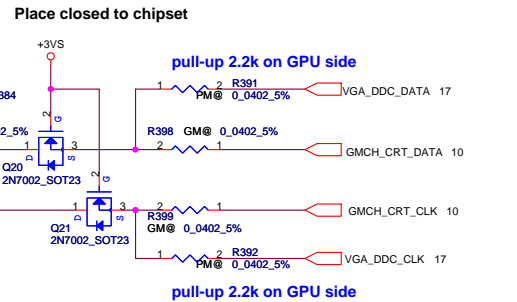 Place closed to chipset
+3VS
pull-up 2.2k on GPU side
384
1 2 R391
PM@ 0_0402_5% VGA_DDC_DATA 17
2 G
2_5% R398 GM@ 0_0402_5%
1 3 2 1 GMCH_CRT_DATA 10
D S
Q20
2N7002_SOT23
2 G
1 3 2 1 GMCH_CRT_CLK 10
D S R399
Q21 GM@ 0_0402_5%
2N7002_SOT23
1 2 R392 VGA_DDC_CLK 17
PM@ 0_0402_5%
pull-up 2.2k on GPU side